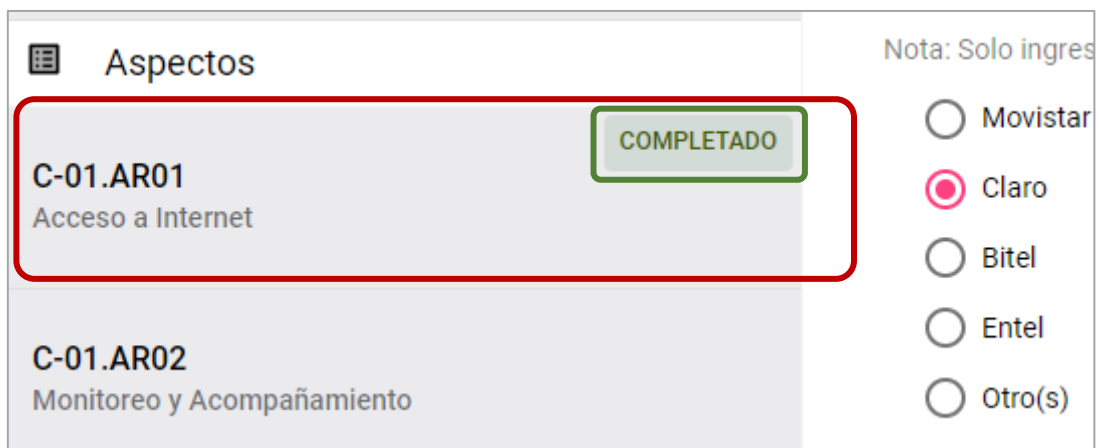 Aspectos
COMPLETADO
C-01.AR01
Acceso a Internet
C-01.AR02
Monitoreo y Acompañamiento
Nota: Solo ingres
Movistar
Claro
Bitel
Entel
Otro(s)